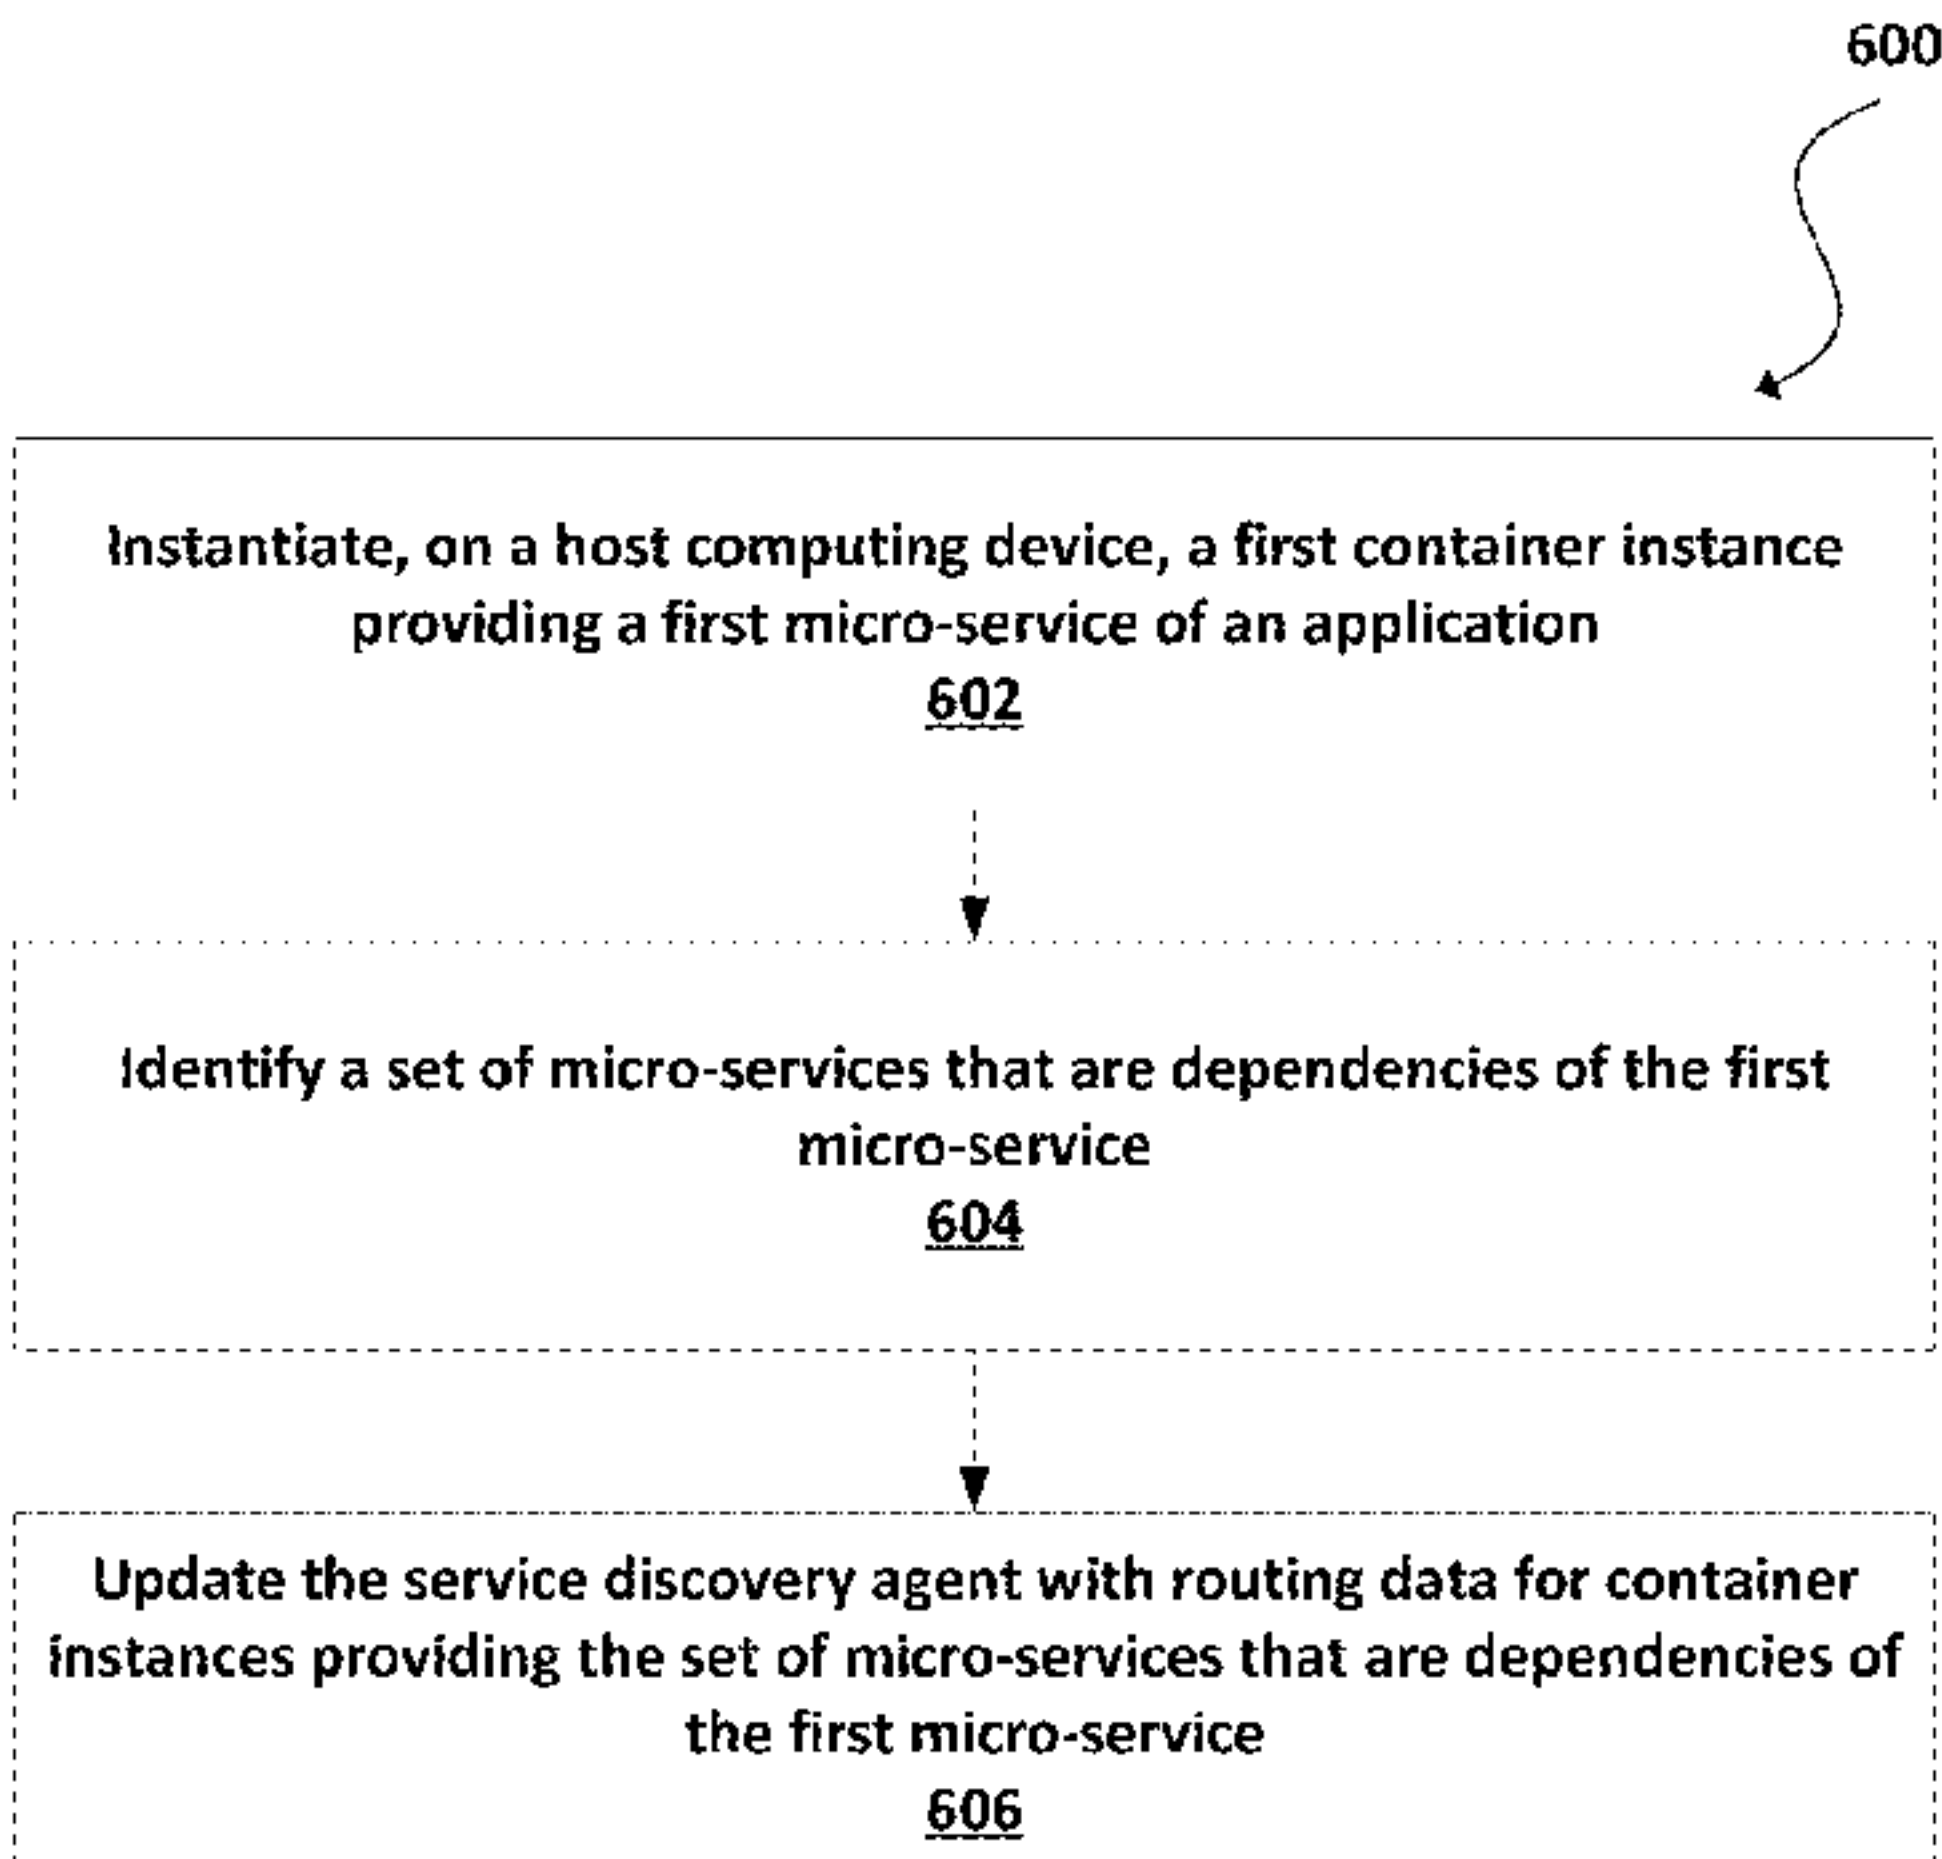 600
Instantiate, on a host computing device, a first container instance
providing a first micro-service of an application
602
Identify a set of micro-services that are dependencies of the first
micro-service
604
Update the service discovery agent with routing data for container
instances providing the set of micro-services that are dependencies of
the first micro-service
606